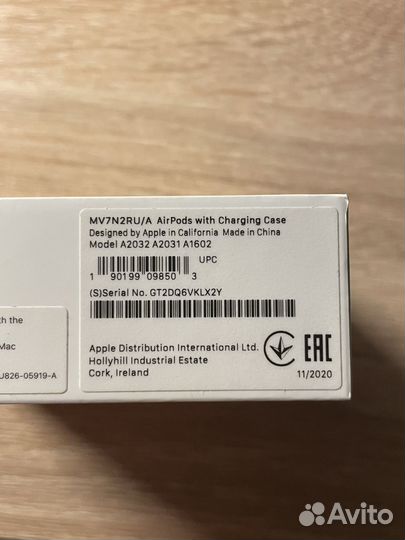 MV7N2RU/A AirPods with Charging Case
Designed by Apple in California Made in China
Model A2032 A2031 A1602
UPC
1 90199 09850 3
(S)Serial No. GT2DQ6VKLX2Y
th the
Mac
U826-05919-A
Apple Distribution International Ltd.
Hollyhill Industrial Estate
Cork, Ireland
EAC
11/2020
Avito